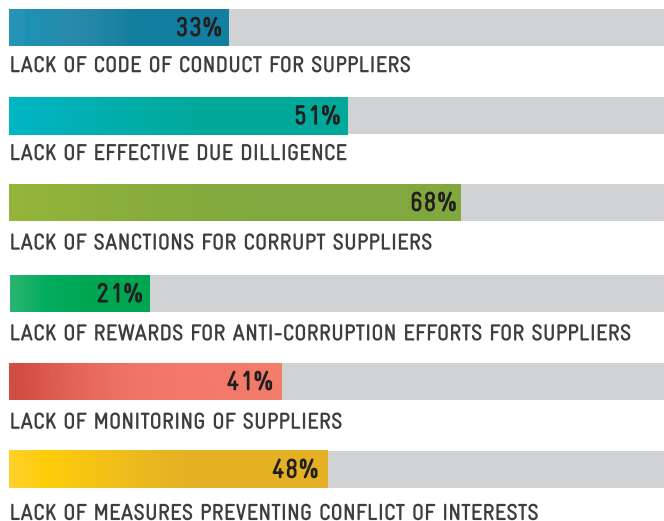 33%
LACK OF CODE OF CONDUCT FOR SUPPLIERS
51%
LACK OF EFFECTIVE DUE DILLIGENCE
68%
LACK OF SANCTIONS FOR CORRUPT SUPPLIERS
21%
LACK OF REWARDS FOR ANTI-CORRUPTION EFFORTS FOR SUPPLIERS
41%
LACK OF MONITORING OF SUPPLIERS
48%
LACK OF MEASURES PREVENTING CONFLICT OF INTERESTS